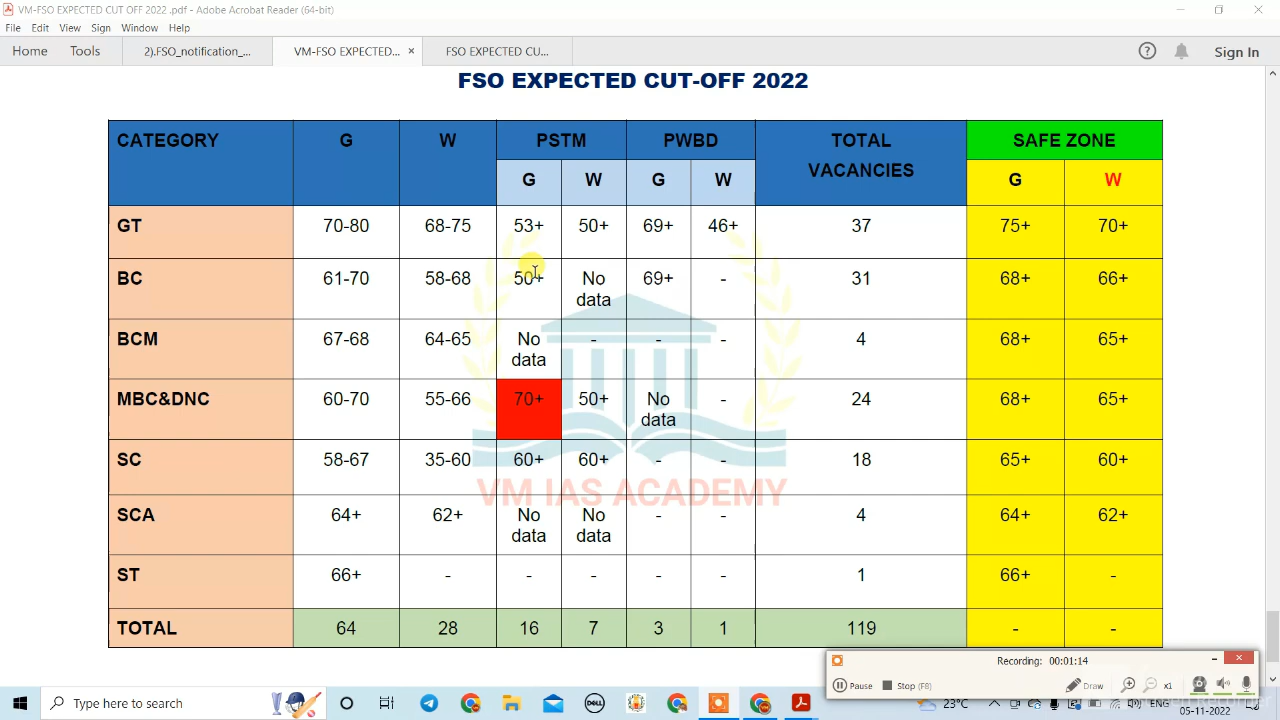 VM-FSO EXPECTED CUT OFF 2022 .pdf - Adobe Acrobat Reader (64-bit)
File Edit View Sign Window Help
Home Tools 2).FSO_notification_... VM-FSO EXPECTED... × FSO EXPECTED CU... Sign In
FSO EXPECTED CUT-OFF 2022
CATEGORY G W PSTM PWBD TOTAL VACANCIES SAFE ZONE
G W G W G W
GT 70-80 68-75 53+ 50+ 69+ 46+ 37 75+ 70+
BC 61-70 58-68 50+ No data 69+ - 31 68+ 66+
BCM 67-68 64-65 No data - - - 4 68+ 65+
MBC&DNC 60-70 55-66 70+ 50+ No data - 24 68+ 65+
SC 58-67 35-60 60+ 60+ - - 18 65+ 60+
VM IAS ACADEMY
SCA 64+ 62+ No data No data - - 4 64+ 62+
ST 66+ - - - - - 1 66+ -
TOTAL 64 28 16 7 3 1 119 - -
Recording: 00:01:14
Pause Stop (F8) Draw x1
Type here to search DELL 23°C ENG
05-11-2022